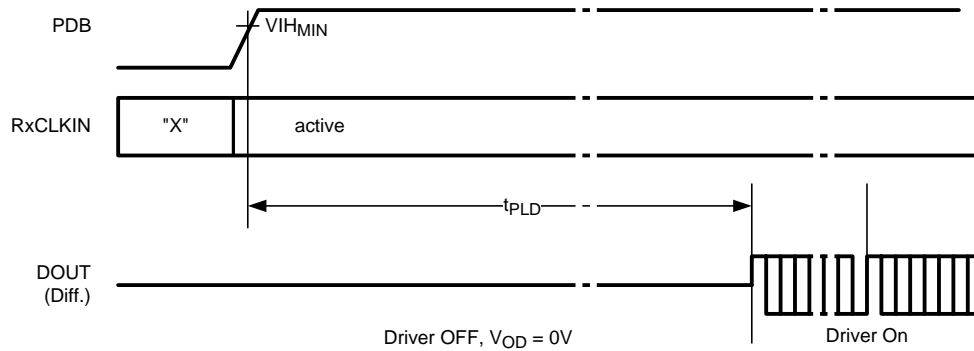 PDB
VIHMIN
RxCLKIN
"X"
active
tPLD
DOUT
(Diff.)
Driver OFF, VOD = 0V
Driver On